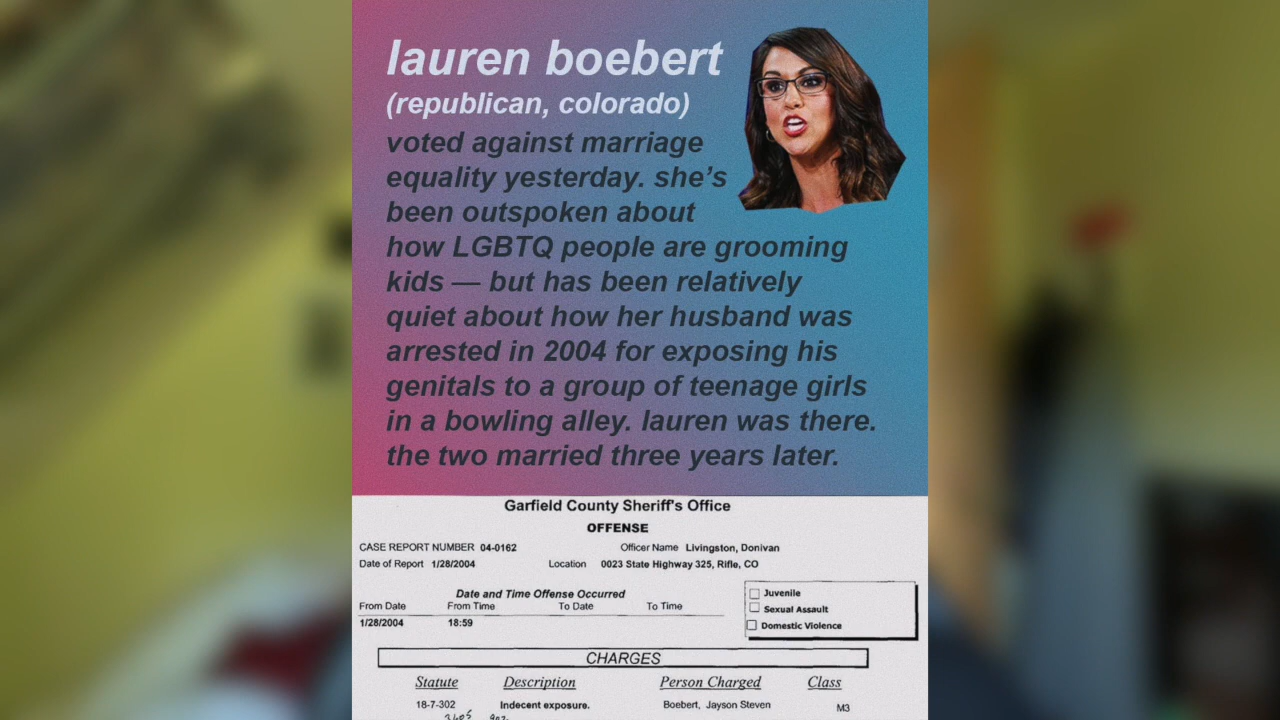 lauren boebert
(republican, colorado)
voted against marriage
equality yesterday. she's
been outspoken about
how LGBTQ people are grooming
kids — but has been relatively
quiet about how her husband was
arrested in 2004 for exposing his
genitals to a group of teenage girls
in a bowling alley. lauren was there.
the two married three years later.
Garfield County Sheriff's Office
OFFENSE
CASE REPORT NUMBER 04-0162 Officer Name Livingston, Donivan
Date of Report 1/28/2004 Location 0023 State Highway 325, Rifle, CO
Date and Time Offense Occurred
From Date From Time To Date To Time
1/28/2004 18:59
Juvenile
Sexual Assault
Domestic Violence
CHARGES
Statute Description Person Charged Class
18-7-302 Indecent exposure. Boebert, Jayson Steven M3